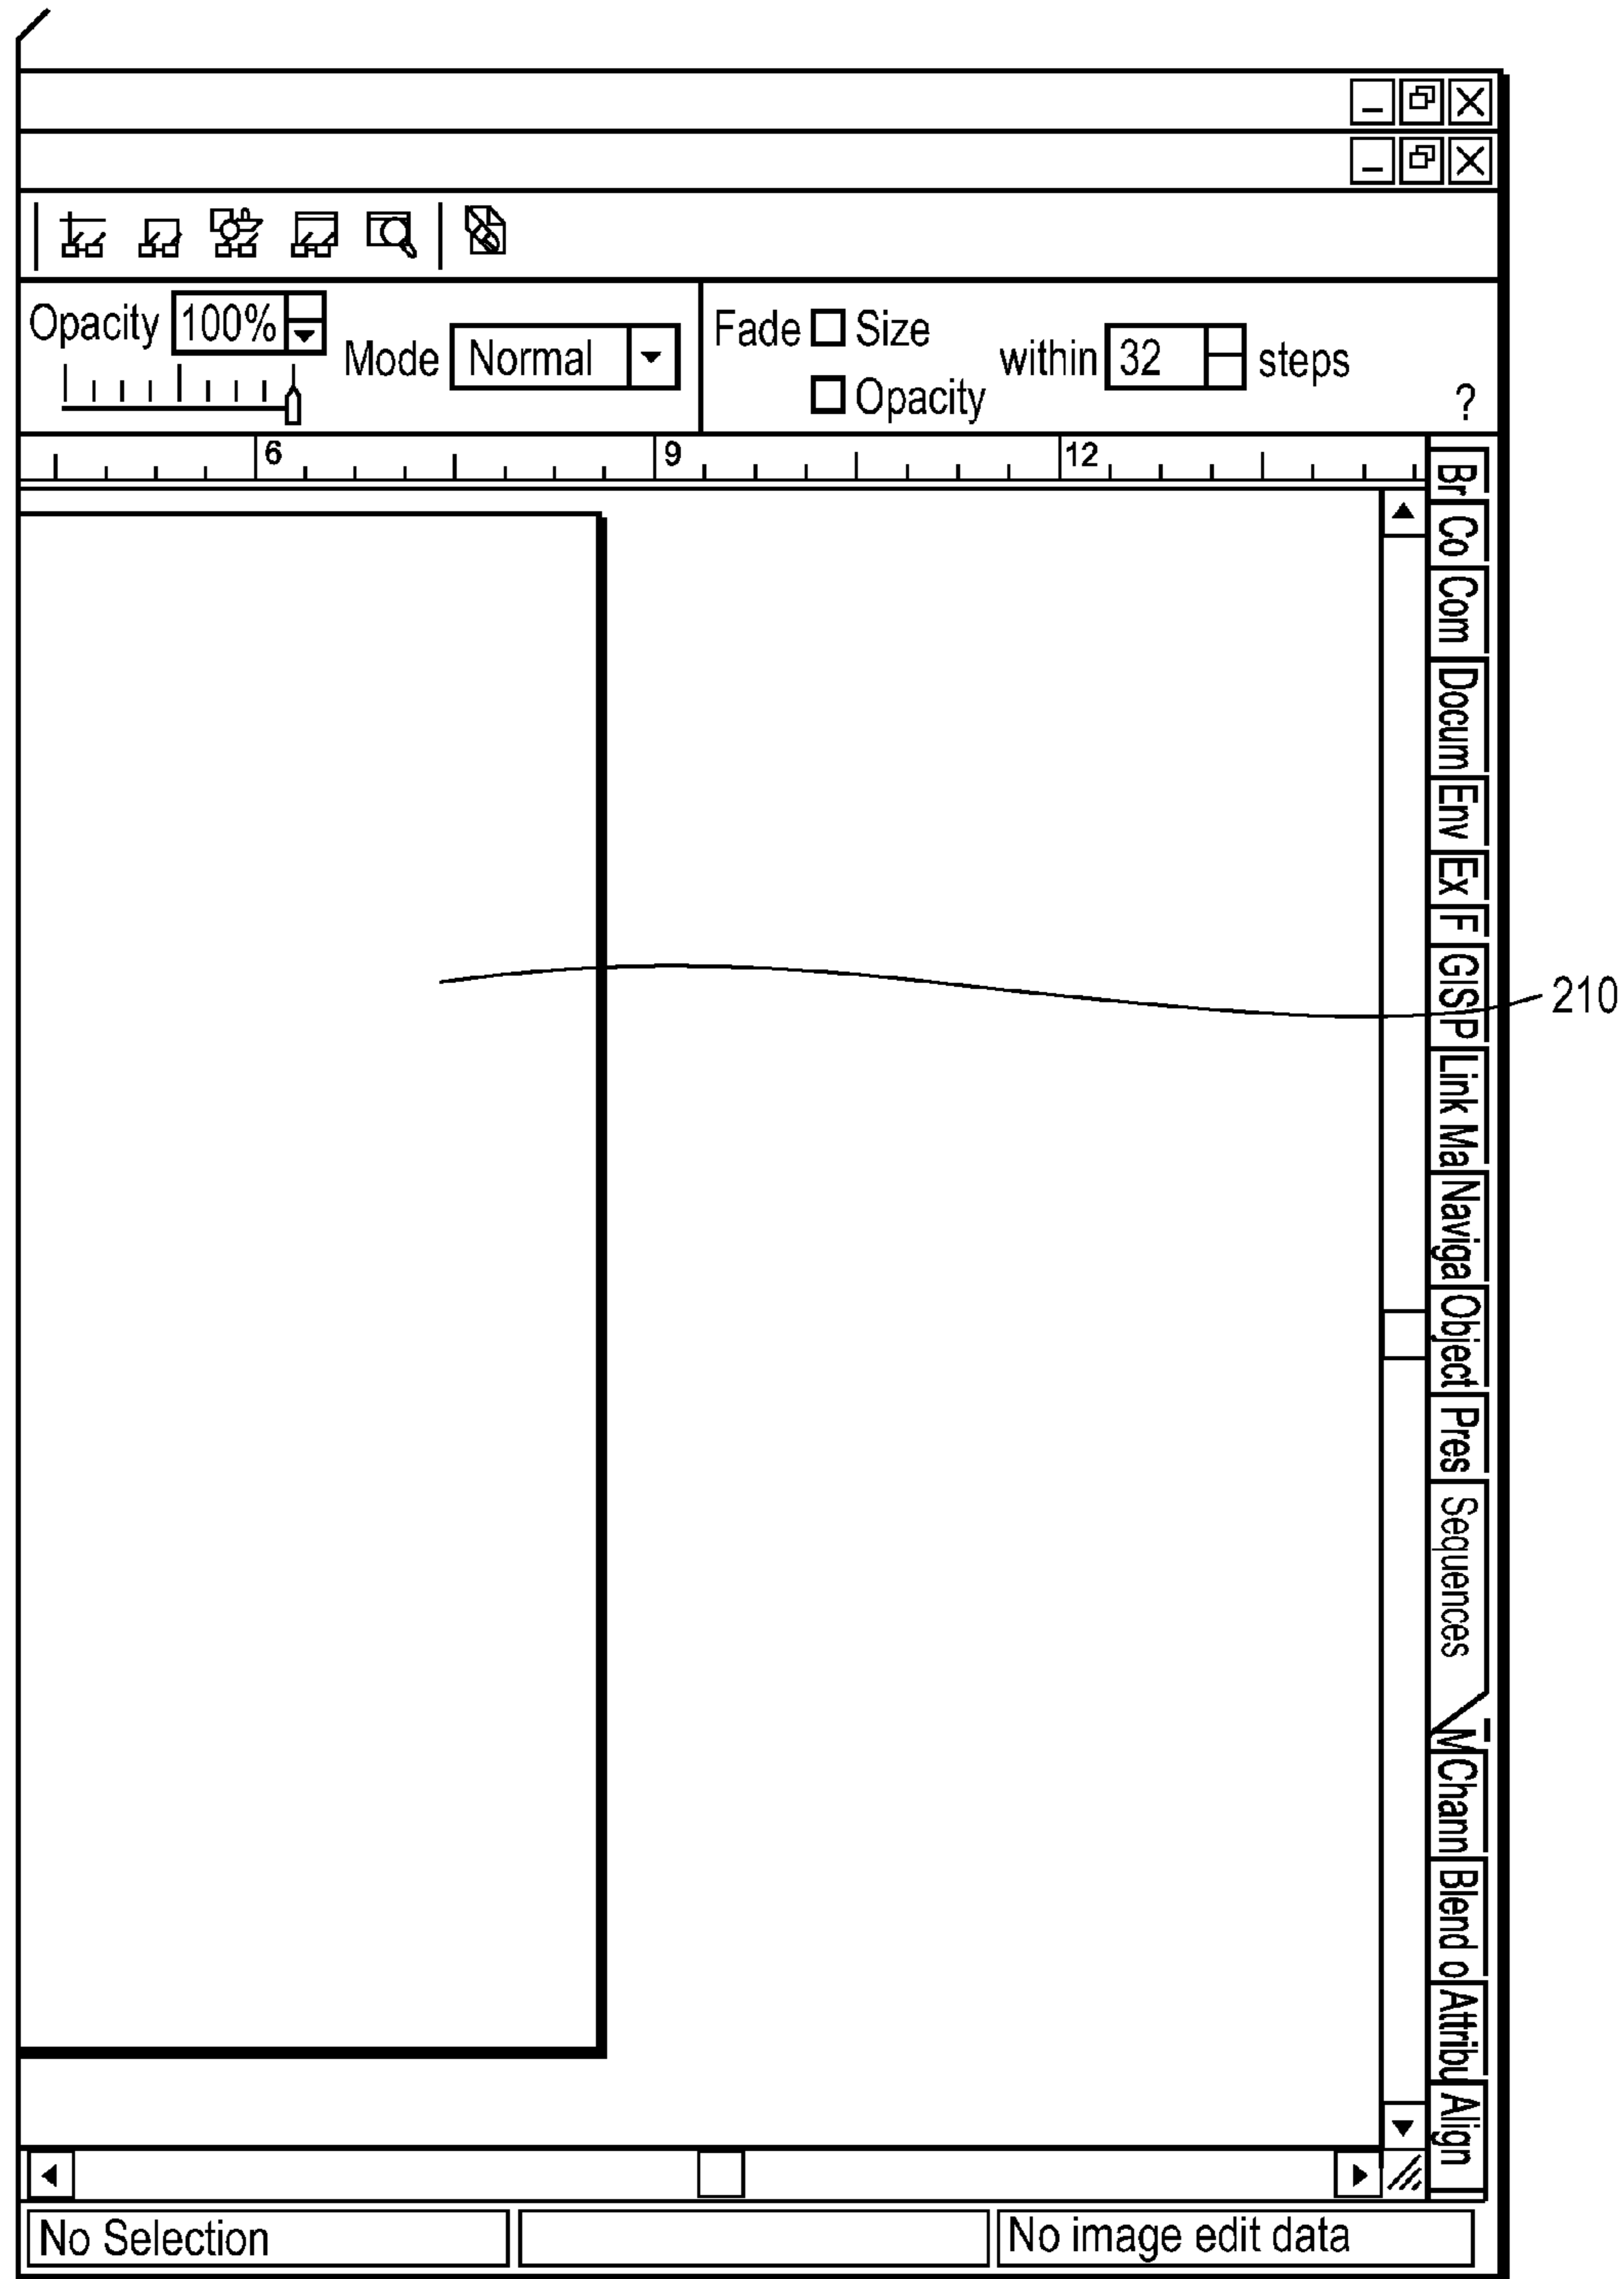 Opacity 100% Mode Normal Fade Size within 32 steps
Opacity ?
6 9 12
Br
Co
Com
Docum
Env
Ex
F
GISP
Link Ma
Naviga
Object
Pres
Sequences
M
Chann
Blend o
Attribu
Align
210
No Selection No image edit data